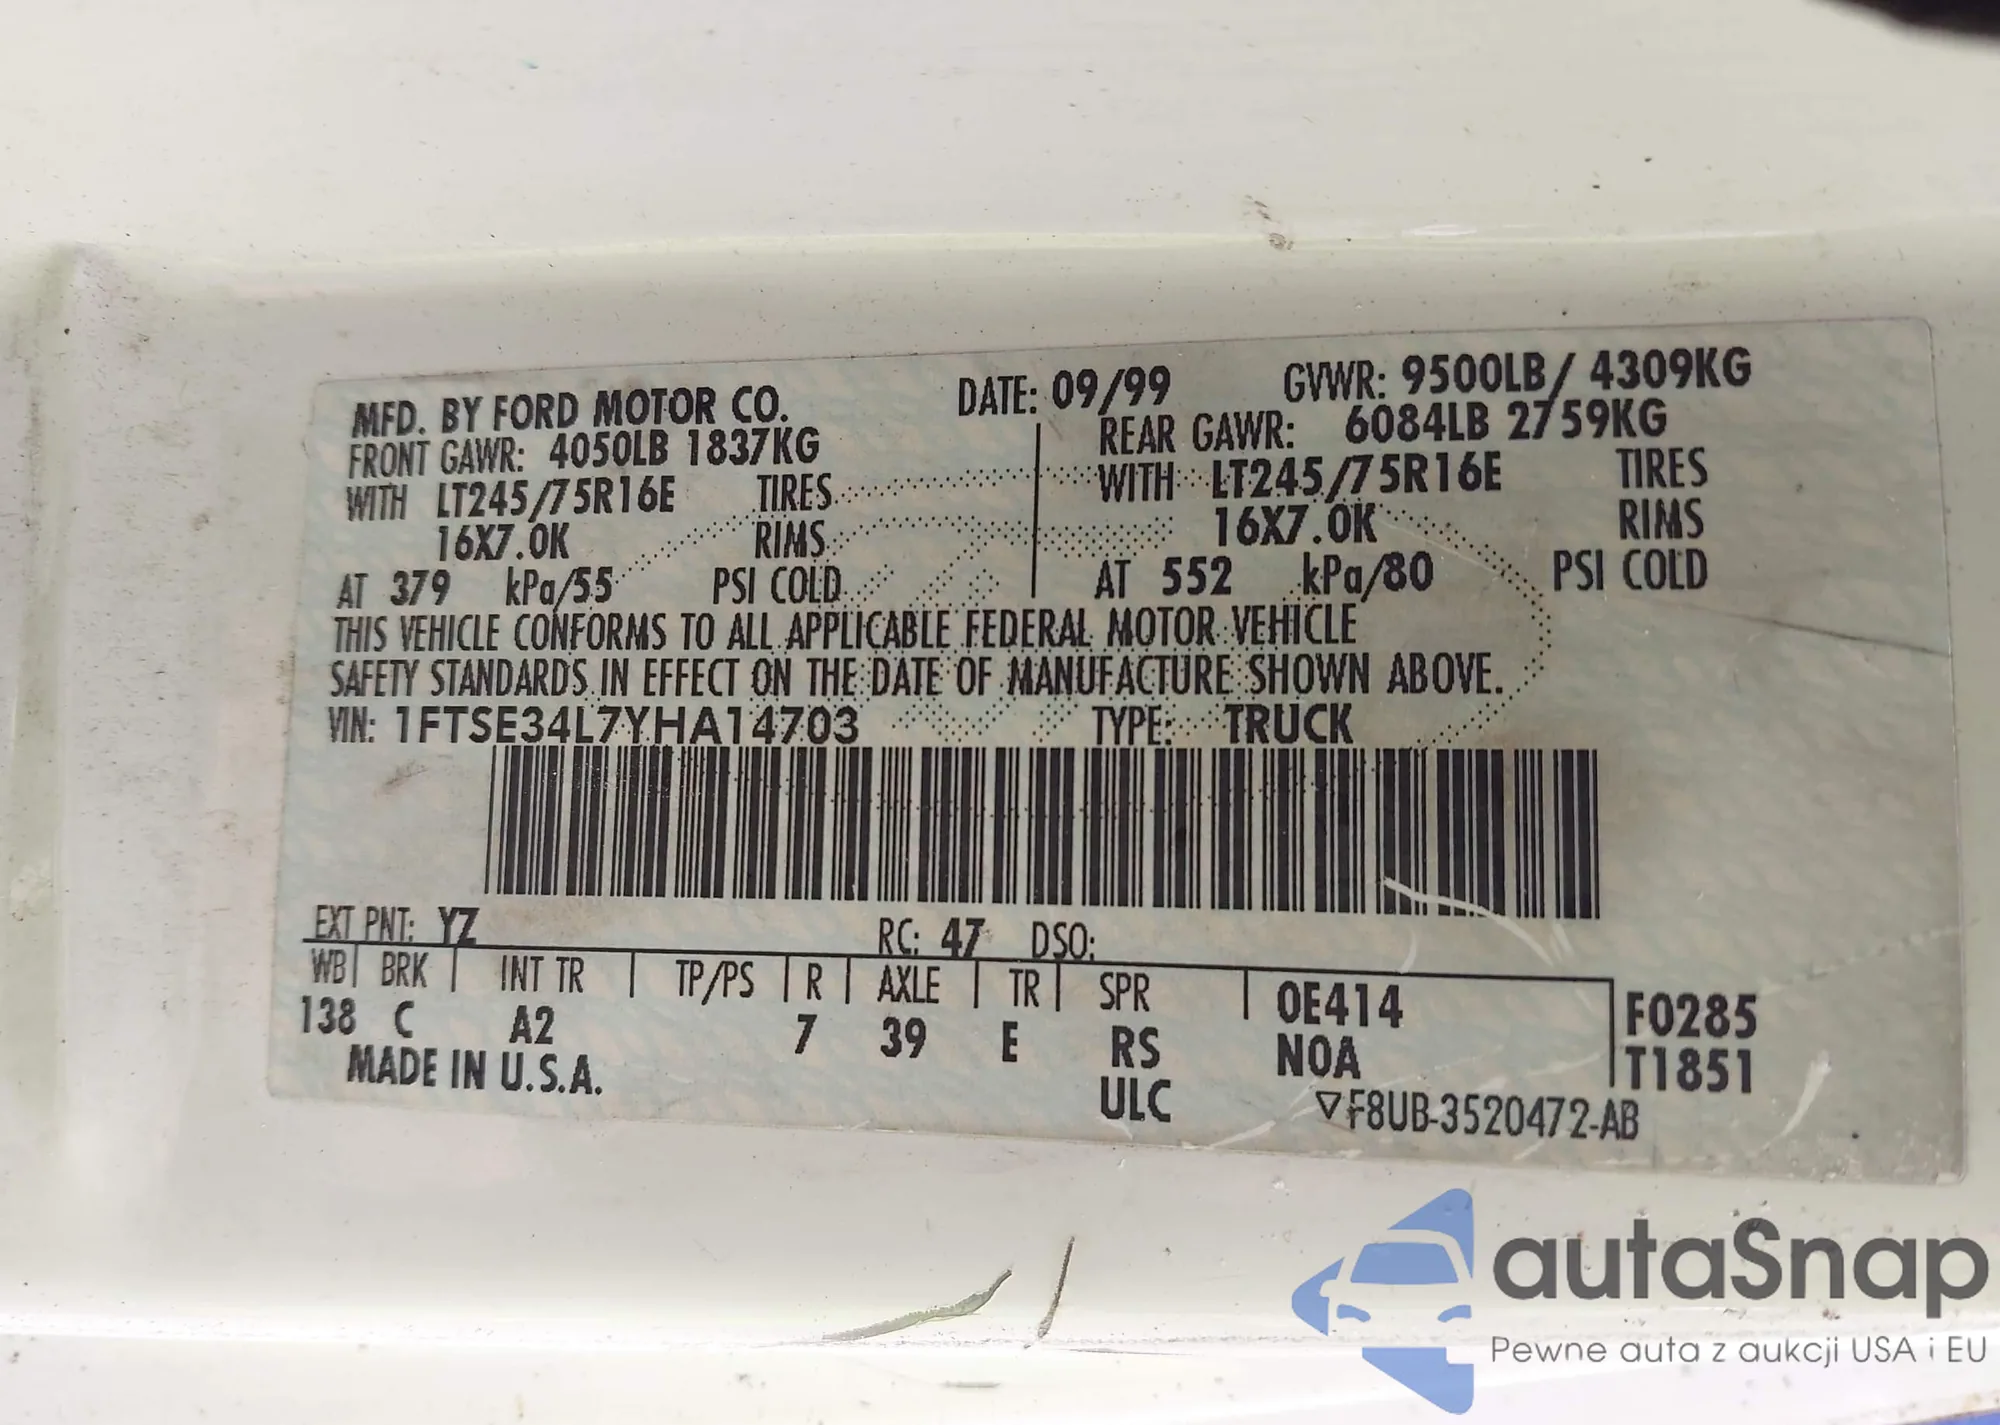 MFD. BY FORD MOTOR CO. DATE: 09/99 GVWR: 9500LB/ 4309KG
FRONT GAWR: 4050LB 1837KG REAR GAWR: 6084LB 2759KG
WITH LT245/75R16E TIRES WITH LT245/75R16E TIRES
16X7.0K RIMS 16X7.0K RIMS
AT 379 kPa/55 PSI COLD AT 552 kPa/80 PSI COLD
THIS VEHICLE CONFORMS TO ALL APPLICABLE FEDERAL MOTOR VEHICLE
SAFETY STANDARDS IN EFFECT ON THE DATE OF MANUFACTURE SHOWN ABOVE.
VIN: 1FTSE34L7YHA14703 TYPE: TRUCK
EXT PNT: YZ RC: 47 DSO:
WB BRK INT TR TP/PS R AXLE TR SPR 0E414 F0285
138 C A2 7 39 E RS N0A T1851
MADE IN U.S.A. ULC ▽F8UB-3520472-AB
autaSnap
Pewne auta z aukcji USA i EU